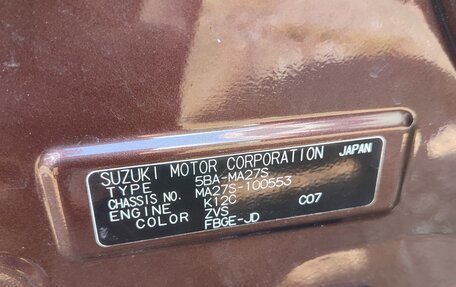 SUZUKI MOTOR CORPORATION JAPAN
TYPE 5BA-MA27S
CHASSIS NO. MA27S-100553
ENGINE K12C C07
COLOR ZVS
FBGE-JD